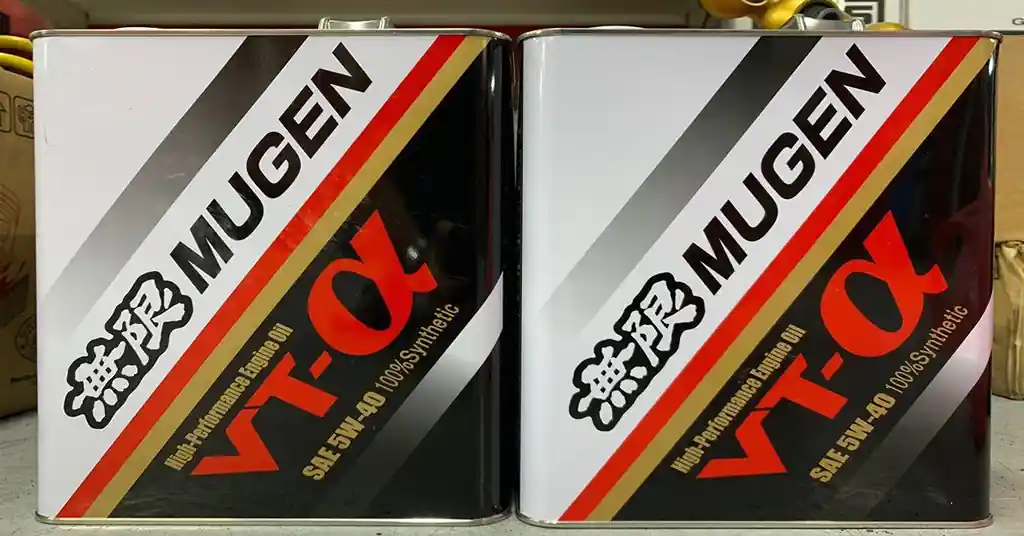 無限 MUGEN
High-Performance Engine Oil
VT-α
SAE 5W-40 100%Synthetic
無限 MUGEN
High-Performance Engine Oil
VT-α
SAE 5W-40 100%Synthetic